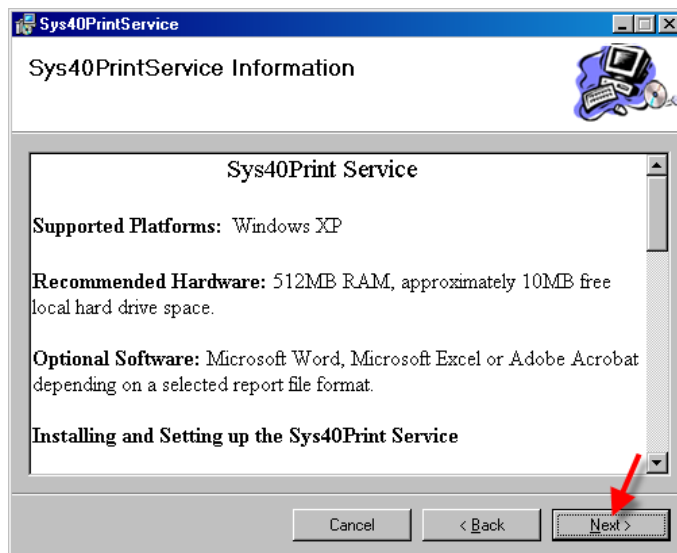 Sys40PrintService
Sys40PrintService Information
Sys40Print Service
Supported Platforms: Windows XP
Recommended Hardware: 512MB RAM, approximately 10MB free
local hard drive space.
Optional Software: Microsoft Word, Microsoft Excel or Adobe Acrobat
depending on a selected report file format.
Installing and Setting up the Sys40Print Service
Cancel
< Back
Next >